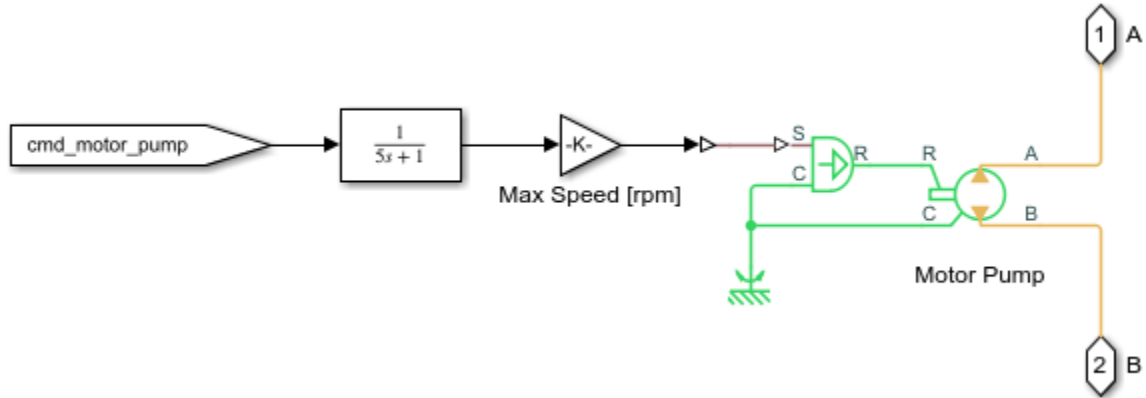 1 A
cmd_motor_pump
1
5s + 1
-K-
Max Speed [rpm]
S
C
R
R
C
A
B
Motor Pump
2 B